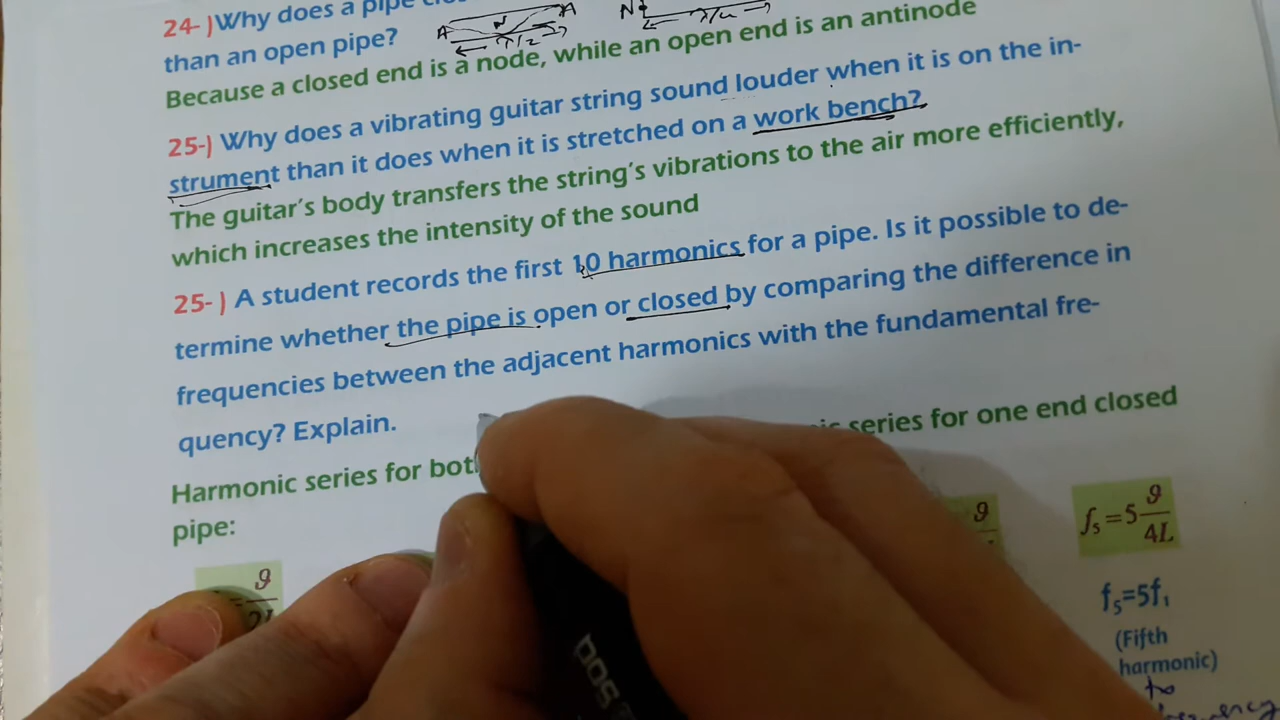 24-)Why does a pipe
A N A N
λ/2 λ/4
than an open pipe?
Because a closed end is a node, while an open end is an antinode
25-) Why does a vibrating guitar string sound louder when it is on the in-
strument than it does when it is stretched on a work bench?
The guitar's body transfers the string's vibrations to the air more efficiently,
which increases the intensity of the sound
25- ) A student records the first 10 harmonics for a pipe. Is it possible to de-
termine whether the pipe is open or closed by comparing the difference in
frequencies between the adjacent harmonics with the fundamental fre-
quency? Explain.
Harmonic series for series for one end closed
pipe:
ϑ ϑ f₅=5 ϑ/4L
f₅=5f₁
(Fifth
harmonic)
to